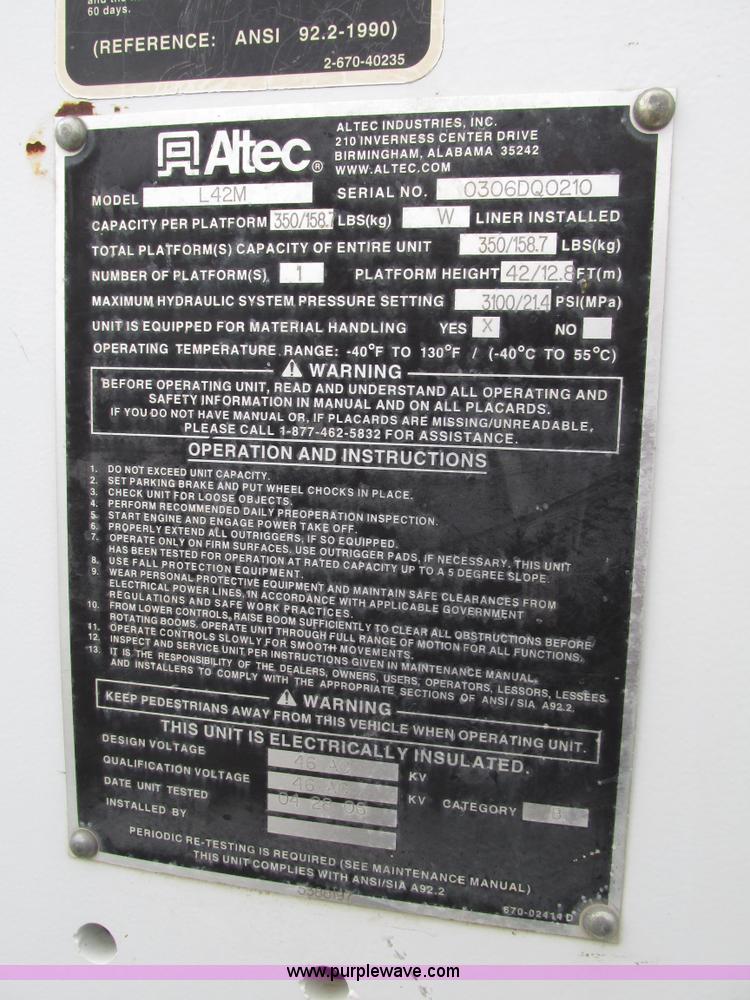 60 days.
(REFERENCE: ANSI 92.2-1990)
2-670-40235
Altec®
ALTEC INDUSTRIES, INC.
210 INVERNESS CENTER DRIVE
BIRMINGHAM, ALABAMA 35242
WWW.ALTEC.COM
MODEL L42M SERIAL NO. 0306DQ0210
CAPACITY PER PLATFORM 350/158.7 LBS(kg) W LINER INSTALLED
TOTAL PLATFORM(S) CAPACITY OF ENTIRE UNIT 350/158.7 LBS(kg)
NUMBER OF PLATFORM(S) 1 PLATFORM HEIGHT 42/12.8 FT(m)
MAXIMUM HYDRAULIC SYSTEM PRESSURE SETTING 3100/21.4 PSI(MPa)
UNIT IS EQUIPPED FOR MATERIAL HANDLING YES X NO
OPERATING TEMPERATURE RANGE: -40°F TO 130°F / (-40°C TO 55°C)
WARNING
BEFORE OPERATING UNIT, READ AND UNDERSTAND ALL OPERATING AND
SAFETY INFORMATION IN MANUAL AND ON ALL PLACARDS.
IF YOU DO NOT HAVE MANUAL OR, IF PLACARDS ARE MISSING/UNREADABLE,
PLEASE CALL 1-877-462-5832 FOR ASSISTANCE.
OPERATION AND INSTRUCTIONS
1. DO NOT EXCEED UNIT CAPACITY.
2. SET PARKING BRAKE AND PUT WHEEL CHOCKS IN PLACE.
3. CHECK UNIT FOR LOOSE OBJECTS.
4. PERFORM RECOMMENDED DAILY PREOPERATION INSPECTION.
5. START ENGINE AND ENGAGE POWER TAKE OFF.
6. PROPERLY EXTEND ALL OUTRIGGERS, IF SO EQUIPPED.
7. OPERATE ONLY ON FIRM SURFACES. USE OUTRIGGER PADS, IF NECESSARY. THIS UNIT
HAS BEEN TESTED FOR OPERATION AT RATED CAPACITY UP TO A 5 DEGREE SLOPE.
8. USE FALL PROTECTION EQUIPMENT.
9. WEAR PERSONAL PROTECTIVE EQUIPMENT AND MAINTAIN SAFE CLEARANCES FROM
ELECTRICAL POWER LINES, IN ACCORDANCE WITH APPLICABLE GOVERNMENT
REGULATIONS AND SAFE WORK PRACTICES.
10. FROM LOWER CONTROLS, RAISE BOOM SUFFICIENTLY TO CLEAR ALL OBSTRUCTIONS BEFORE
ROTATING BOOMS. OPERATE UNIT THROUGH FULL RANGE OF MOTION FOR ALL FUNCTIONS.
11. OPERATE CONTROLS SLOWLY FOR SMOOTH MOVEMENTS.
12. INSPECT AND SERVICE UNIT PER INSTRUCTIONS GIVEN IN MAINTENANCE MANUAL.
13. IT IS THE RESPONSIBILITY OF THE DEALERS, OWNERS, USERS, OPERATORS, LESSORS, LESSEES
AND INSTALLERS TO COMPLY WITH THE APPROPRIATE SECTIONS OF ANSI/SIA A92.2.
WARNING
KEEP PEDESTRIANS AWAY FROM THIS VEHICLE WHEN OPERATING UNIT.
THIS UNIT IS ELECTRICALLY INSULATED.
DESIGN VOLTAGE 46 AC KV
QUALIFICATION VOLTAGE 46 AC KV CATEGORY B
DATE UNIT TESTED 04 28 06
INSTALLED BY
PERIODIC RE-TESTING IS REQUIRED (SEE MAINTENANCE MANUAL)
THIS UNIT COMPLIES WITH ANSI/SIA A92.2
670-02414 D
www.purplewave.com